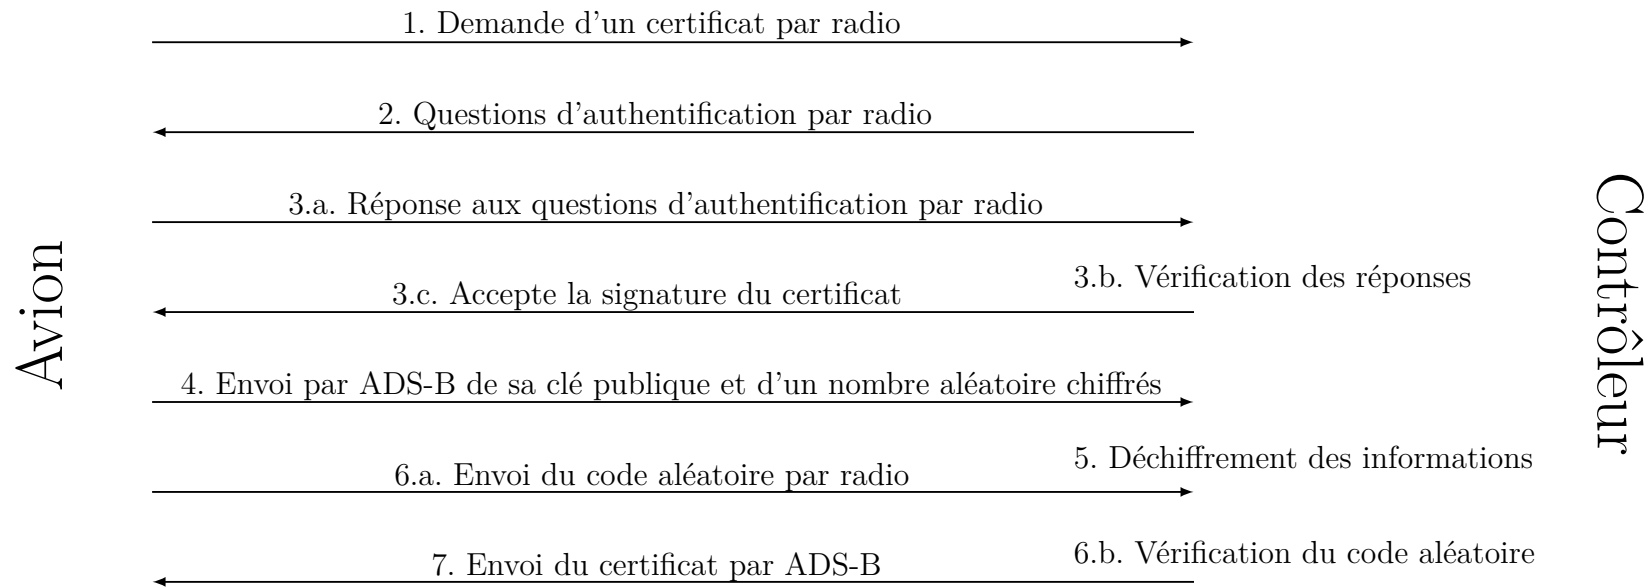 1. Demande d'un certificat par radio
2. Questions d'authentification par radio
3.a. Réponse aux questions d'authentification par radio
3.b. Vérification des réponses
3.c. Accepte la signature du certificat
4. Envoi par ADS-B de sa clé publique et d'un nombre aléatoire chiffrés
5. Déchiffrement des informations
6.a. Envoi du code aléatoire par radio
6.b. Vérification du code aléatoire
7. Envoi du certificat par ADS-B
Avion
Contrôleur